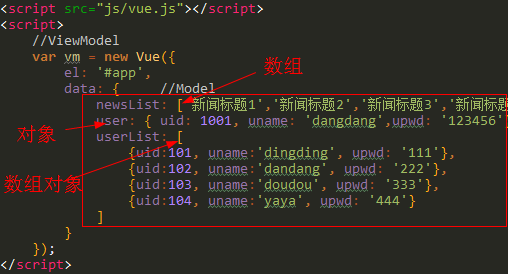 <script src="js/vue.js"></script>
<script>
//ViewModel
var vm = new Vue({
el: '#app',
数组
data: { //Model
newsList: ['新闻标题1','新闻标题2','新闻标题3','新闻标题
对象
user: { uid: 1001, uname: 'dangdang',upwd: '123456'
userList: [
{uid:101, uname:'dingding', upwd: '111'},
{uid:102, uname:'dandang', upwd: '222'},
数组对象
{uid:103, uname:'doudou', upwd: '333'},
{uid:104, uname:'yaya', upwd: '444'}
]
}
});
</script>